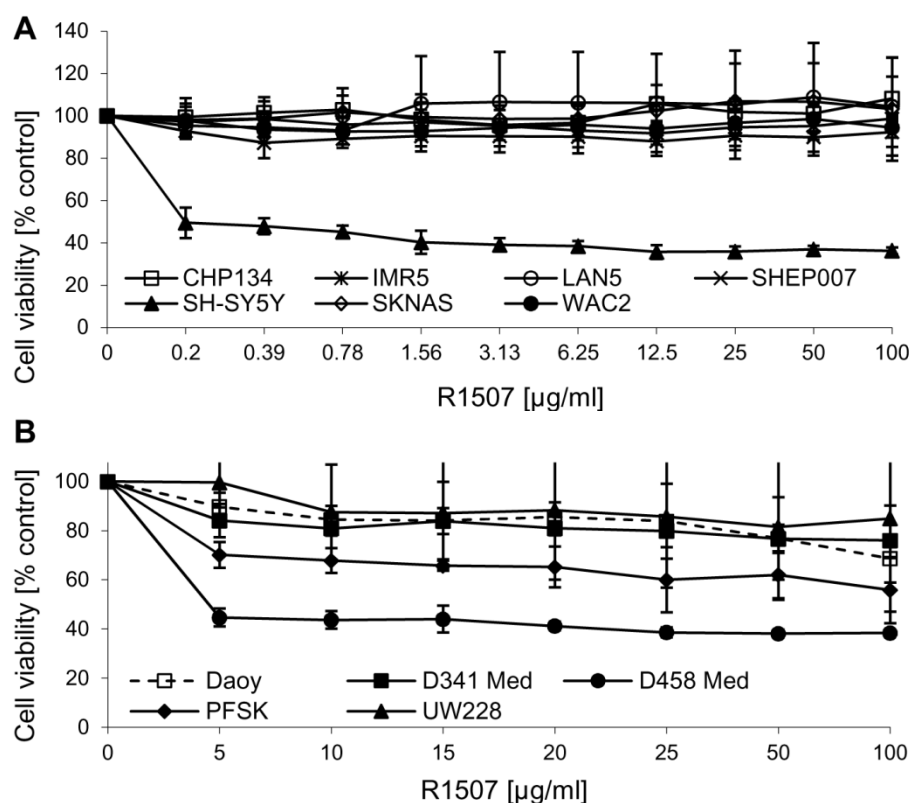 A
140
120
100
80
60
40
20
0
Cell viability [% control]
CHP134 IMR5 LAN5 SHEP007
SH-SY5Y SKNAS WAC2
0 0.2 0.39 0.78 1.56 3.13 6.25 12.5 25 50 100
R1507 [µg/ml]
B
100
80
60
40
20
0
Cell viability [% control]
Daoy D341 Med D458 Med
PFSK UW228
0 5 10 15 20 25 50 100
R1507 [µg/ml]